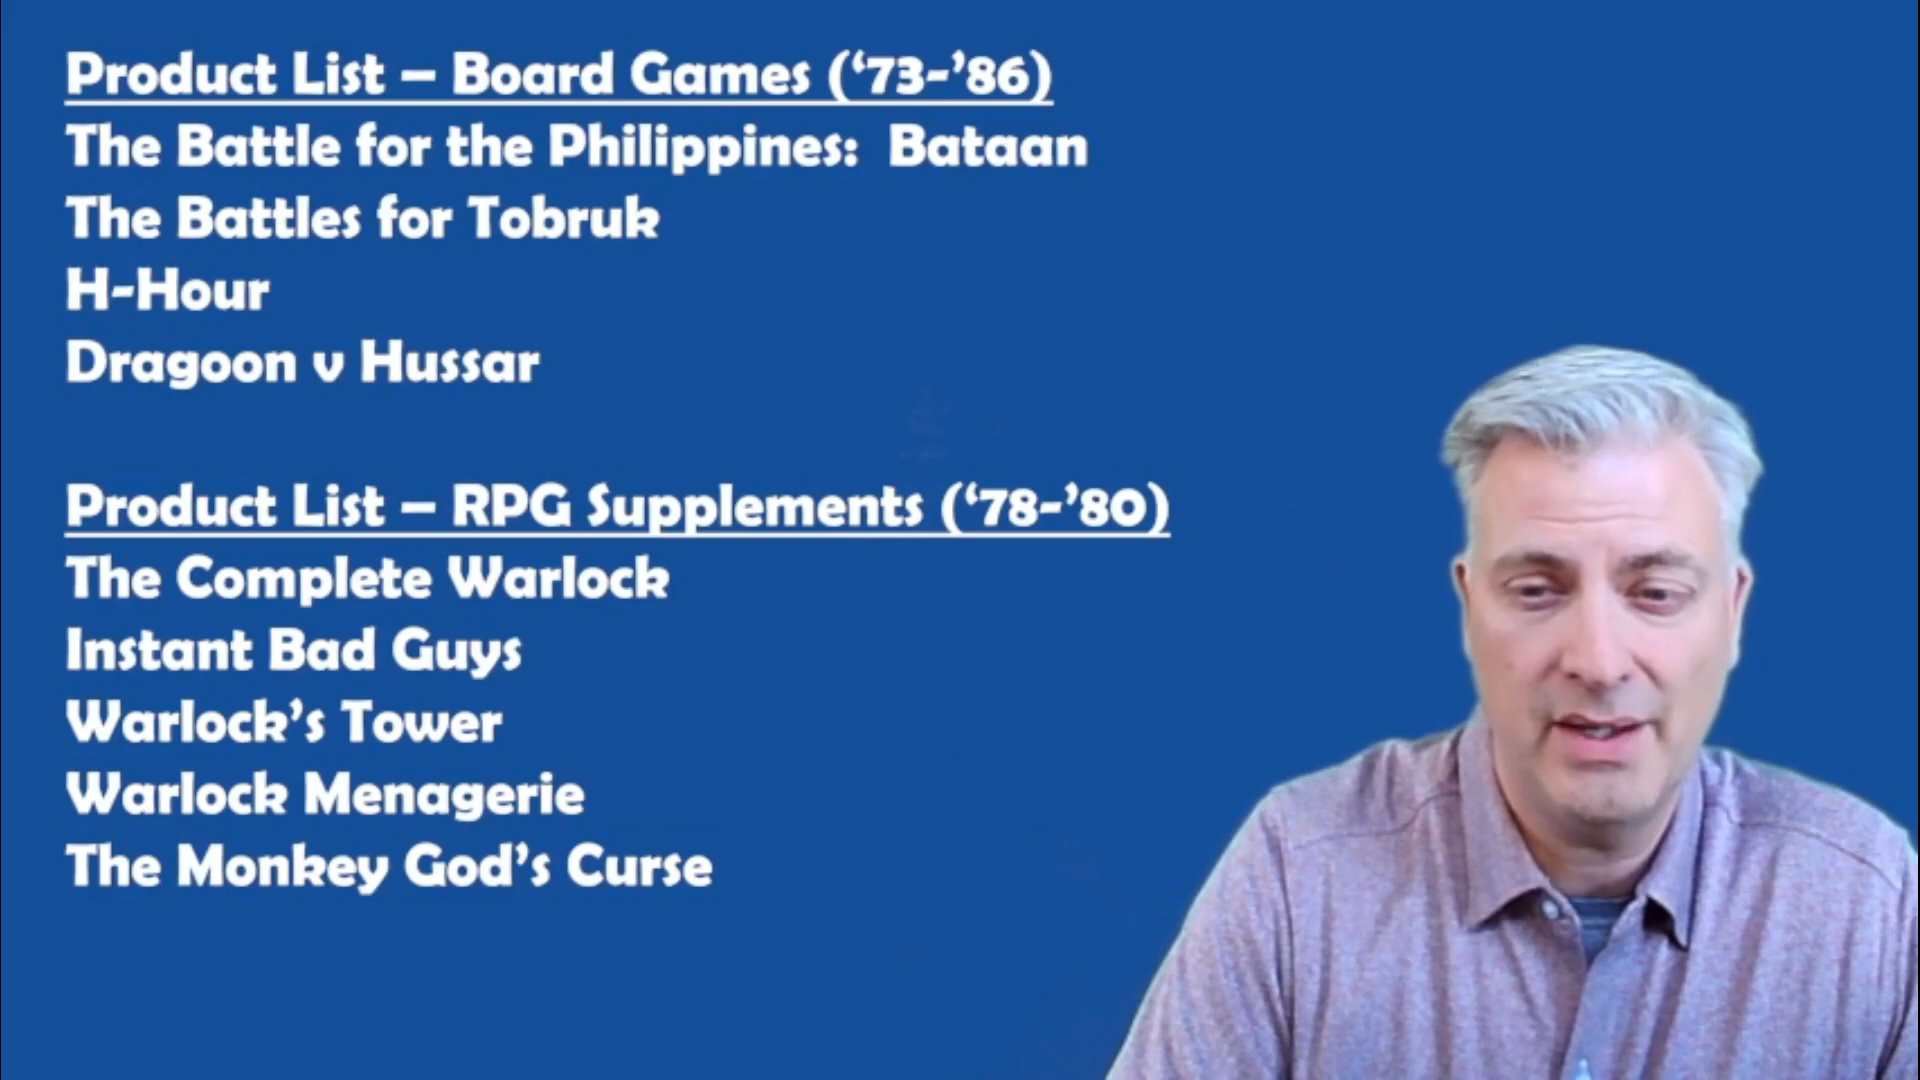 Product List – Board Games (‘73-’86)
The Battle for the Philippines:  Bataan
The Battles for Tobruk
H-Hour
Dragoon v Hussar
Product List – RPG Supplements (‘78-’80)
The Complete Warlock
Instant Bad Guys
Warlock’s Tower
Warlock Menagerie
The Monkey God’s Curse